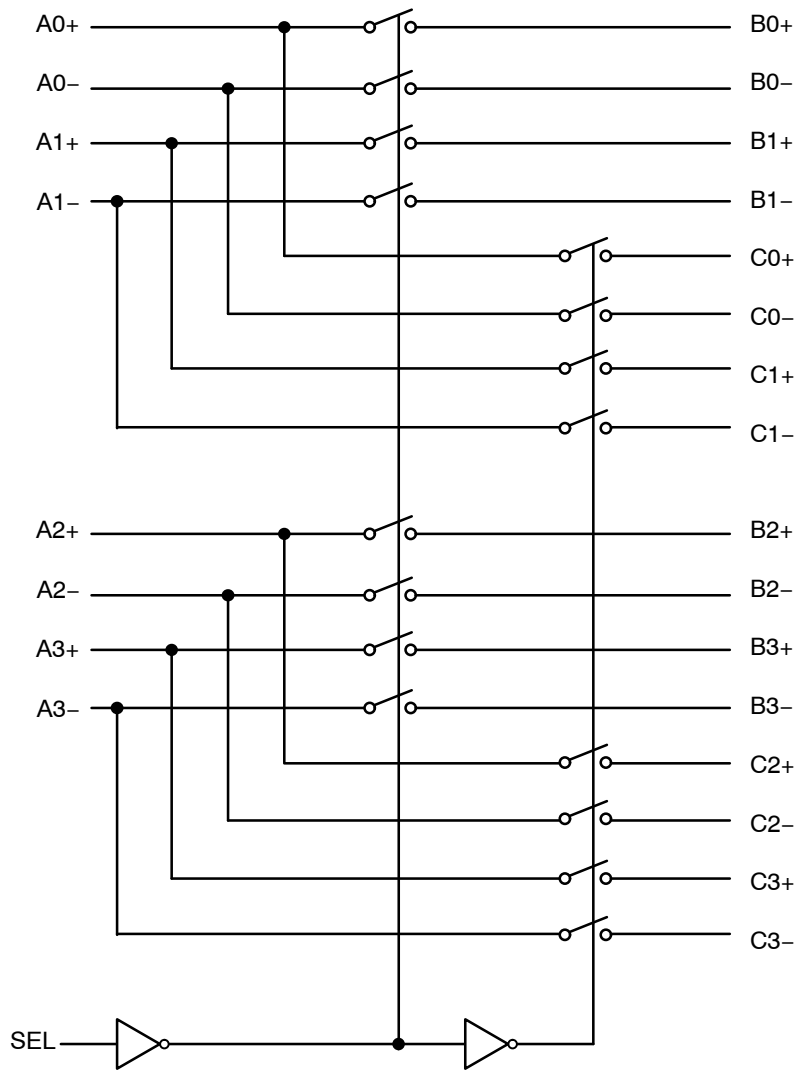 A0+ B0+
A0− B0−
A1+ B1+
A1− B1−
C0+
C0−
C1+
C1−
A2+ B2+
A2− B2−
A3+ B3+
A3− B3−
C2+
C2−
C3+
C3−
SEL